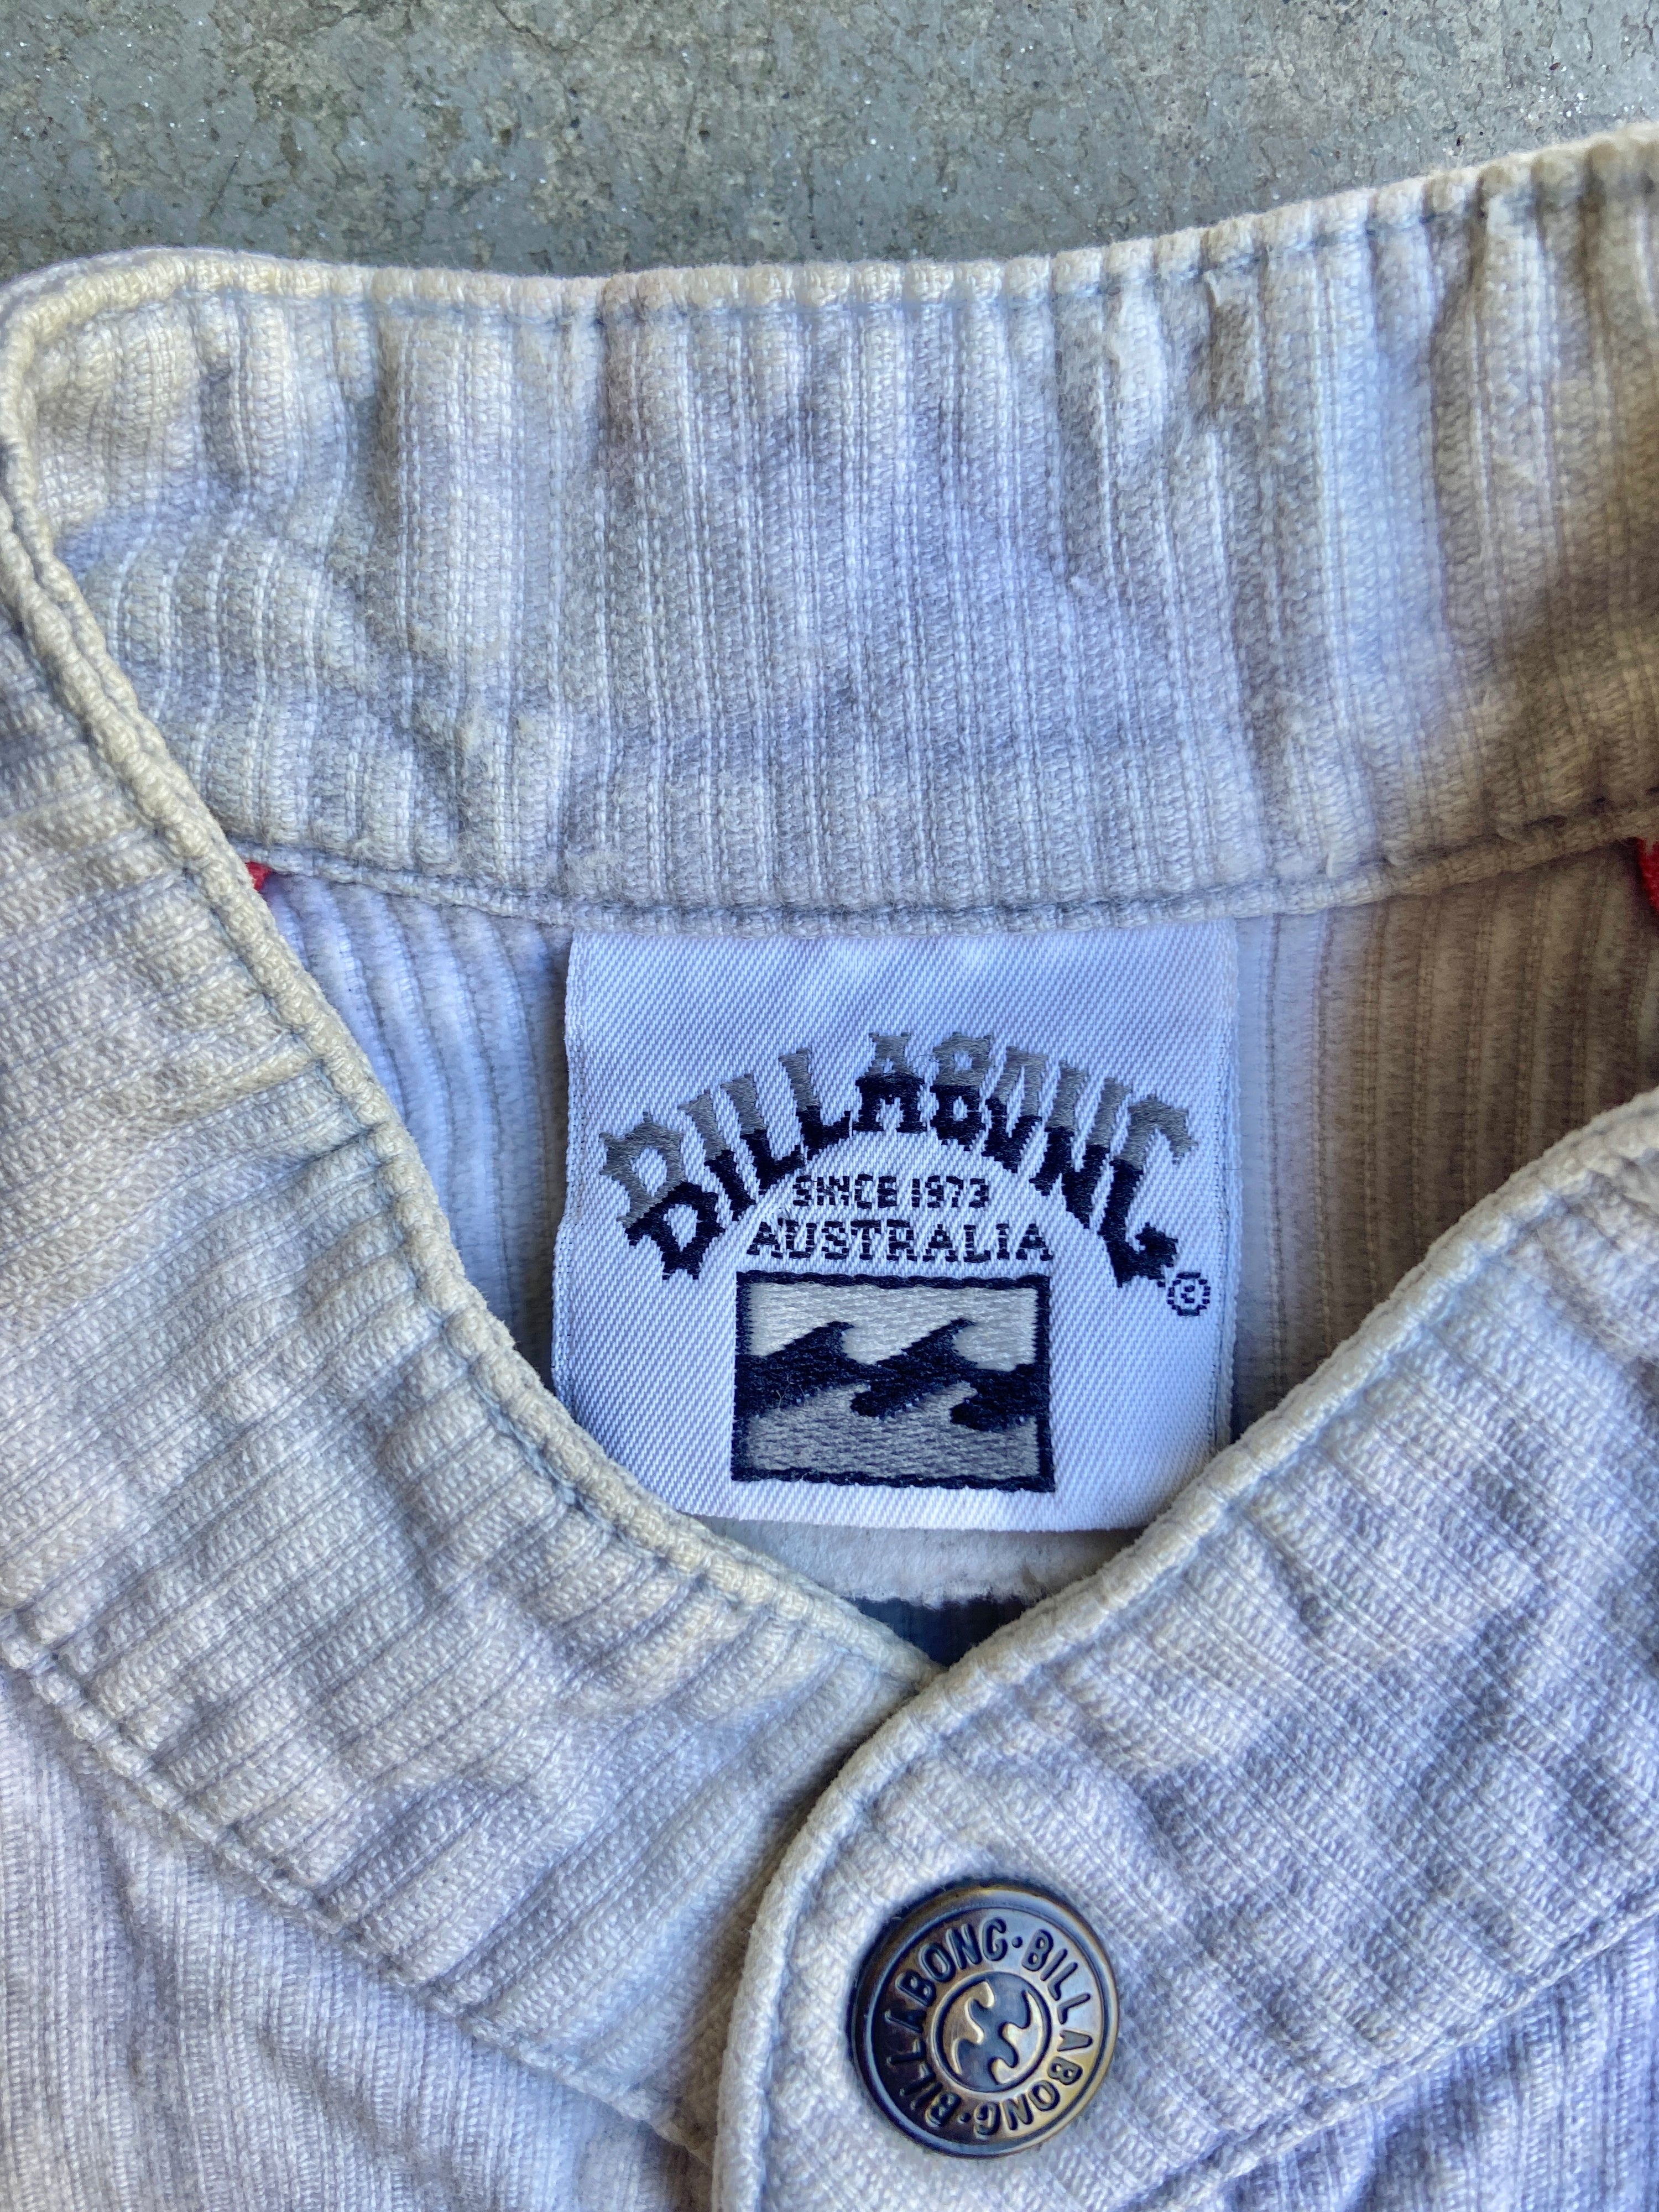 BILLABONG
SINCE 1973
AUSTRALIA
®
BILLABONG · BILLABONG ·